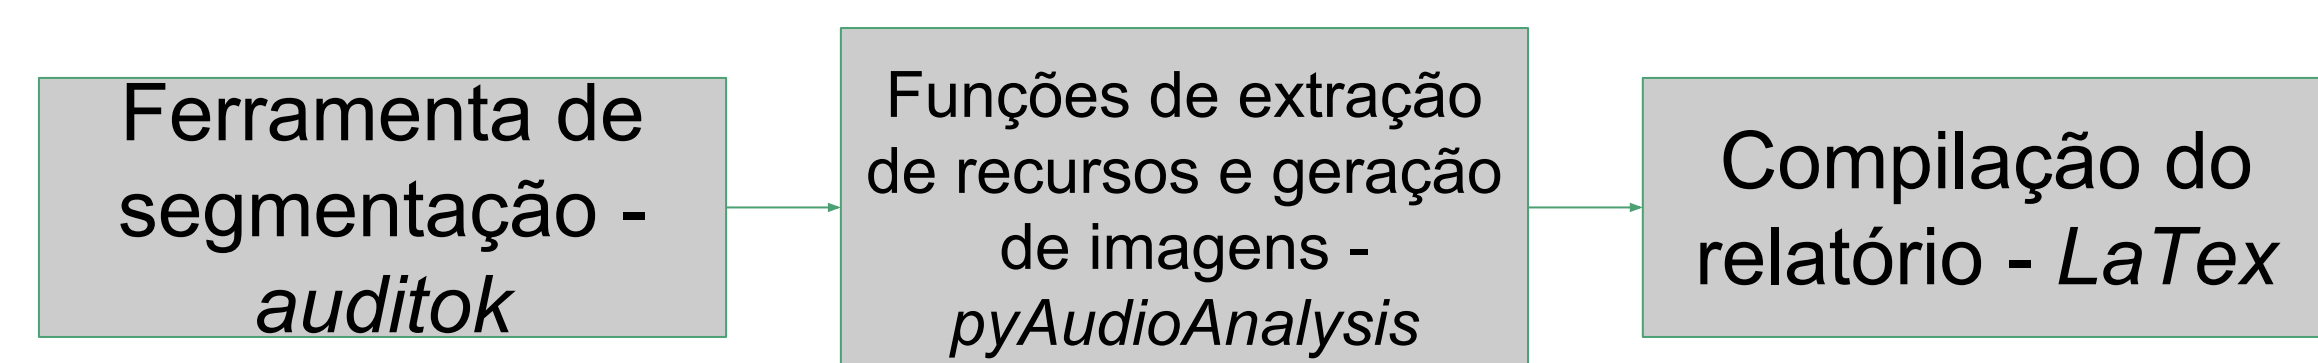 Ferramenta de
segmentação -
auditok
Funções de extração
de recursos e geração
de imagens -
pyAudioAnalysis
Compilação do
relatório - LaTex